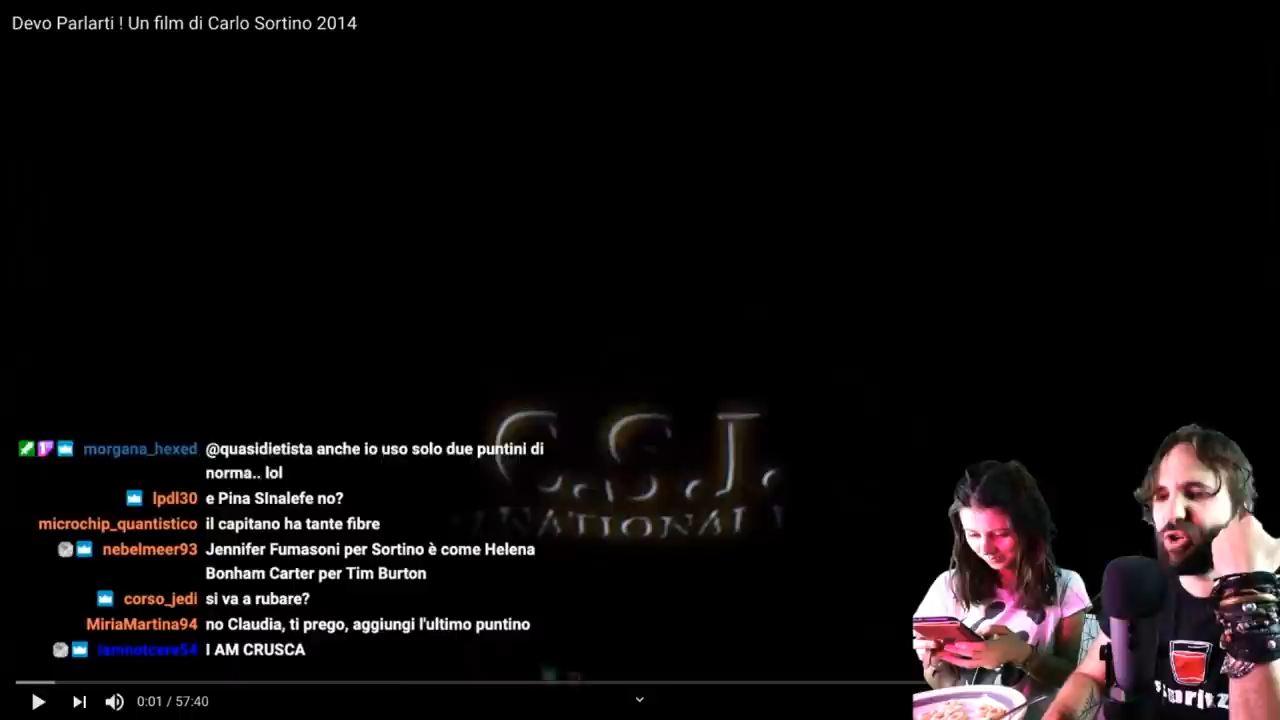 Devo Parlarti ! Un film di Carlo Sortino 2014
C.S.I.
morgana_hexed @quasidietista anche io uso solo due puntini di
norma.. lol
lpdl30 e Pina SInalefe no?
microchip_quantistico il capitano ha tante fibre
nebelmeer93 Jennifer Fumasoni per Sortino è come Helena
Bonham Carter per Tim Burton
corso_jedi si va a rubare?
MiriaMartina94 no Claudia, ti prego, aggiungi l'ultimo puntino
iamnotcere54 I AM CRUSCA
0:01 / 57:40